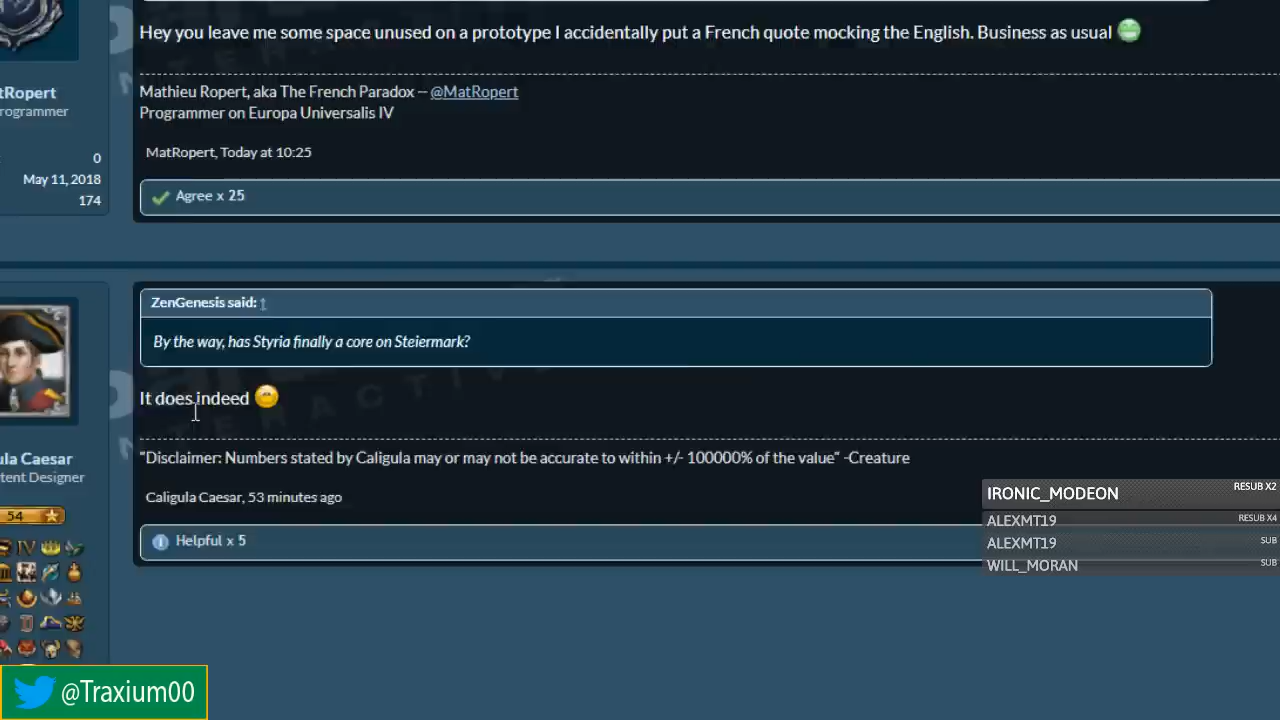 Hey you leave me some space unused on a prototype I accidentally put a French quote mocking the English. Business as usual
tRopert
rogrammer
Mathieu Ropert, aka The French Paradox -- @MatRopert
Programmer on Europa Universalis IV
0
May 11, 2018
174
MatRopert, Today at 10:25
Agree x 25
ZenGenesis said: ↑
By the way, has Styria finally a core on Steiermark?
It does indeed
ula Caesar
tent Designer
54
"Disclaimer: Numbers stated by Caligula may or may not be accurate to within +/- 100000% of the value" -Creature
Caligula Caesar, 53 minutes ago
Helpful x 5
IRONIC_MODEON RESUB X2
ALEXMT19 RESUB X4
ALEXMT19 SUB
WILL_MORAN SUB
@Traxium00